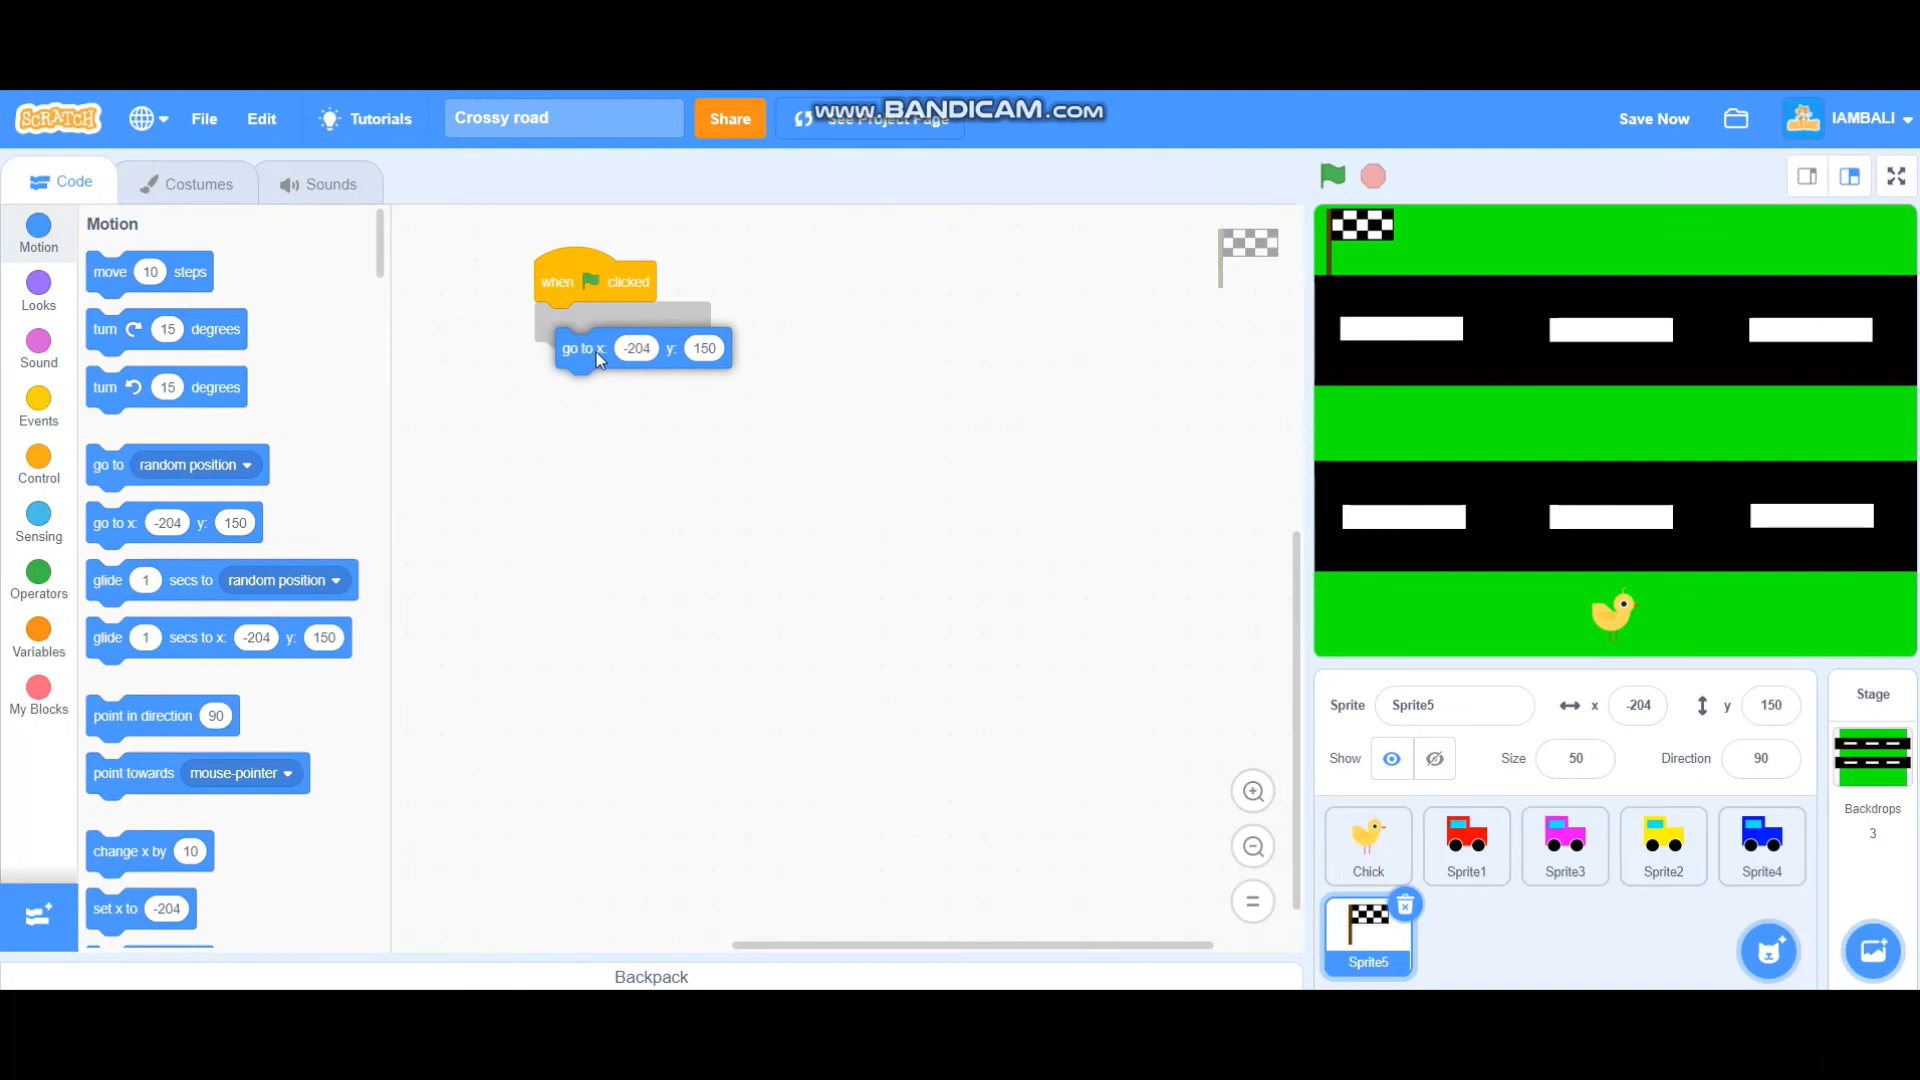 SCRATCH File Edit Tutorials Crossy road Share See Project Page Save Now IAMBALI
www.BANDICAM.com
Code Costumes Sounds
Motion
Looks
Sound
Events
Control
Sensing
Operators
Variables
My Blocks
Motion
move 10 steps
turn 15 degrees
turn 15 degrees
go to random position
go to x: -204 y: 150
glide 1 secs to random position
glide 1 secs to x: -204 y: 150
point in direction 90
point towards mouse-pointer
change x by 10
set x to -204
when clicked
go to x: -204 y: 150
Backpack
Sprite Sprite5 x -204 y 150
Show Size 50 Direction 90
Chick Sprite1 Sprite3 Sprite2 Sprite4
Sprite5
Stage
Backdrops
3